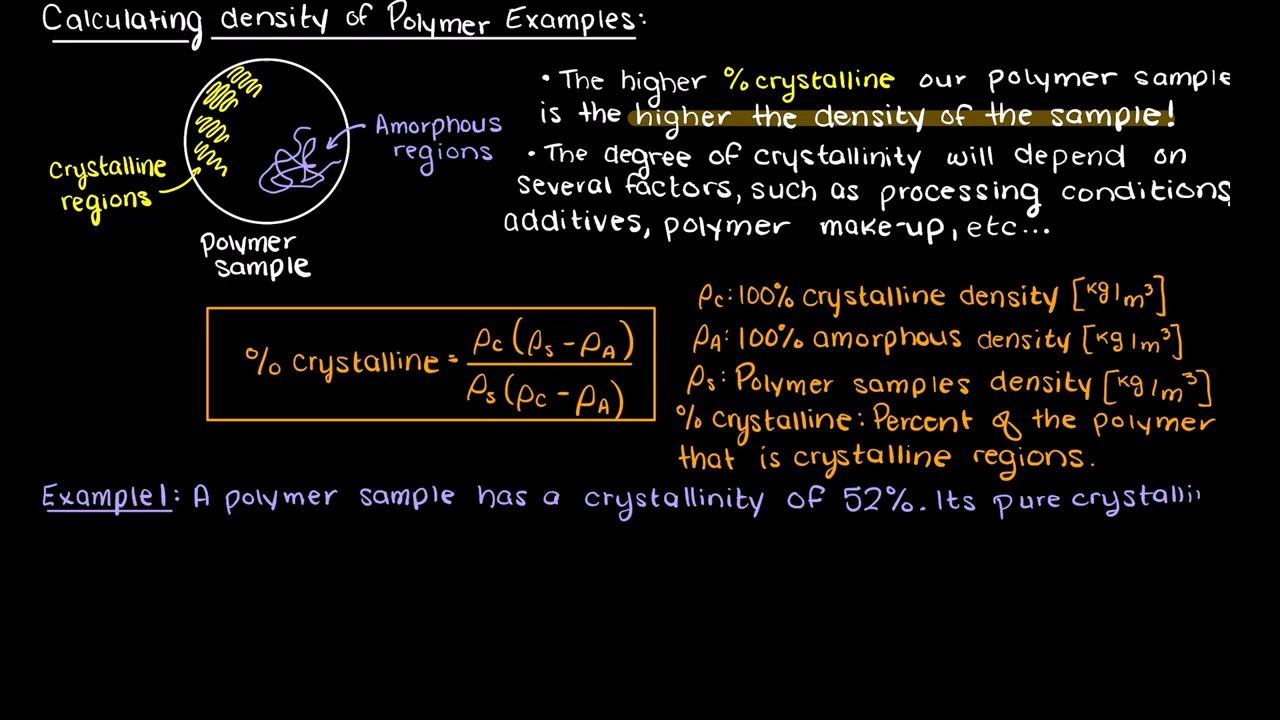 Calculating density of Polymer Examples:
• The higher % crystalline our polymer sample
is the higher the density of the sample!
• The degree of crystallinity will depend on
several factors, such as processing conditions,
additives, polymer make-up, etc...
Amorphous
regions
Crystalline
regions
Polymer
sample
% crystalline = ρc(ρs - ρA) / ρs(ρc - ρA)
ρc: 100% crystalline density [kg/m³]
ρA: 100% amorphous density [kg/m³]
ρs: Polymer samples density [kg/m³]
% crystalline: Percent of the polymer
that is crystalline regions.
Example 1: A polymer sample has a crystallinity of 52%. Its pure crystalli